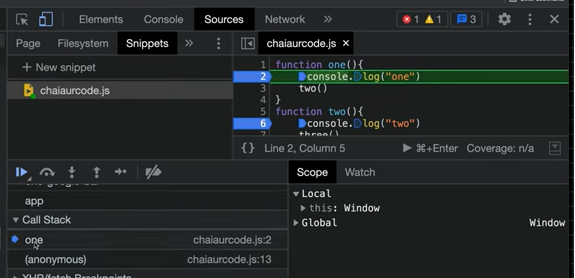 Elements Console Sources Network » 1 1 3
Page Filesystem Snippets » chaiaurcode.js ×
+ New snippet
chaiaurcode.js
1 function one(){
2 console.log("one")
3 two()
4 }
5 function two(){
6 console.log("two")
7 three()
{} Line 2, Column 5 ⌘+Enter Coverage: n/a
Scope Watch
app
Call Stack
one chaiaurcode.js:2
(anonymous) chaiaurcode.js:13
XHR/fetch Breakpoints
Local
this: Window
Global Window